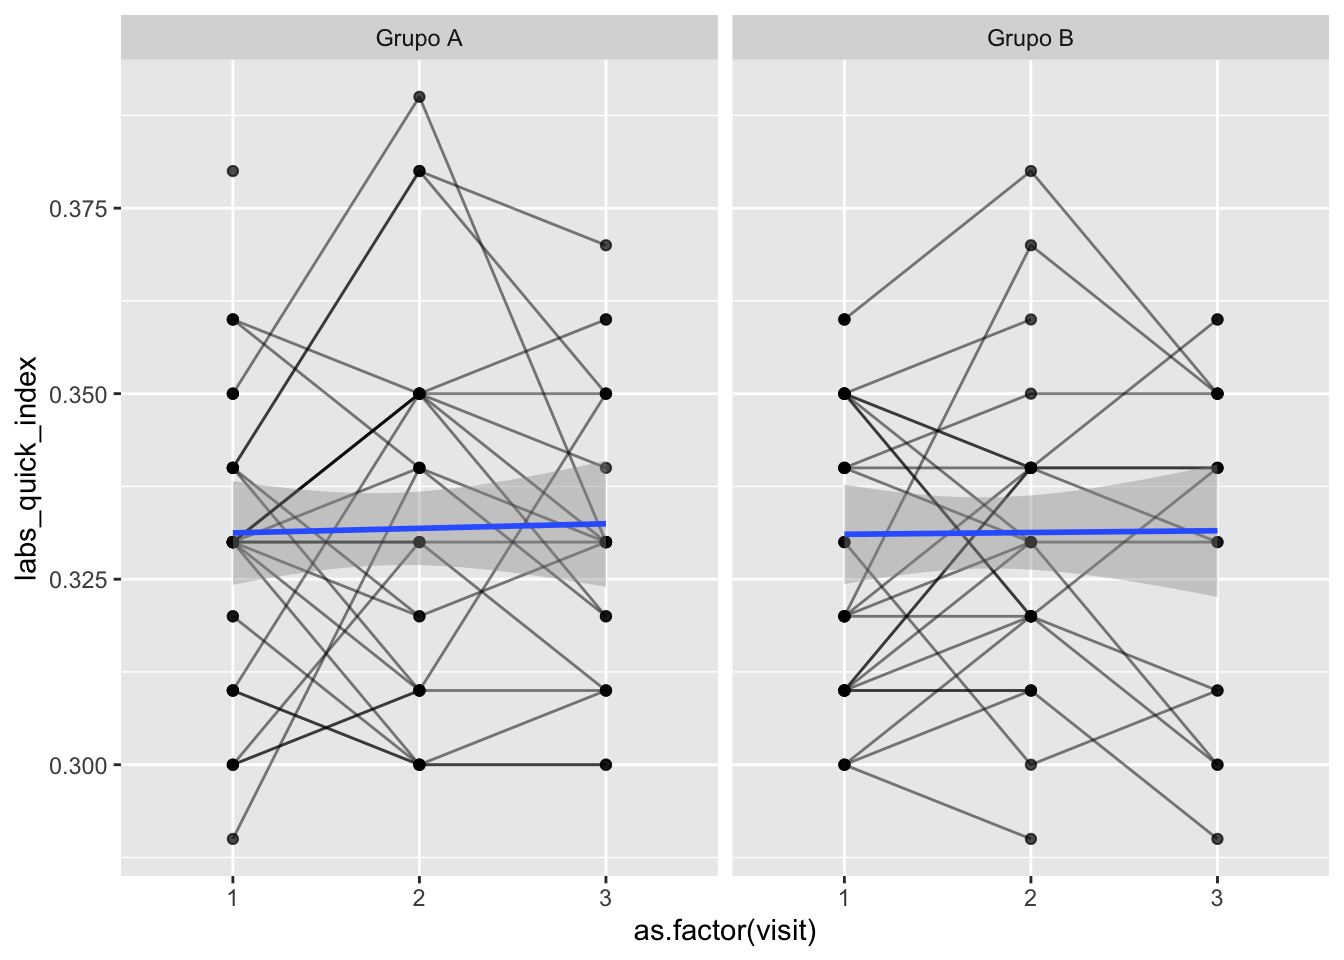 Grupo A
Grupo B
labs_quick_index
0.375
0.350
0.325
0.300
1 2 3
1 2 3
as.factor(visit)